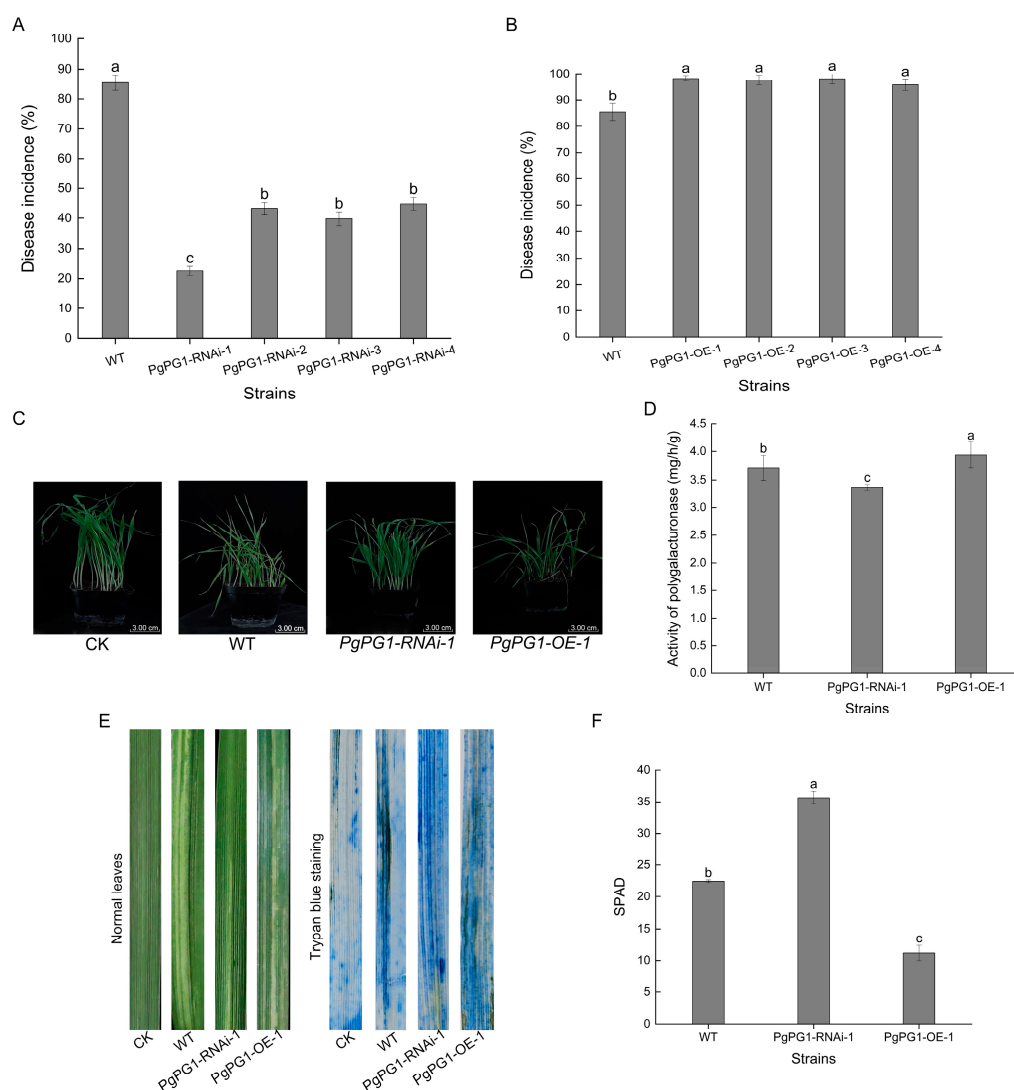 A
100
90
80
70
60
50
40
30
20
10
0
Disease incidence (%)
a
c
b
b
b
WT
PgPG1-RNAi-1
PgPG1-RNAi-2
PgPG1-RNAi-3
PgPG1-RNAi-4
Strains
B
100
90
80
70
60
50
40
30
20
10
0
Disease incidence (%)
b
a
a
a
a
WT
PgPG1-OE-1
PgPG1-OE-2
PgPG1-OE-3
PgPG1-OE-4
Strains
C
3.00 cm
3.00 cm
3.00 cm
3.00 cm
CK
WT
PgPG1-RNAi-1
PgPG1-OE-1
D
4.5
4.0
3.5
3.0
2.5
2.0
1.5
1.0
0.5
0.0
Activity of polygalacturonase (mg/h/g)
b
c
a
WT
PgPG1-RNAi-1
PgPG1-OE-1
Strains
E
Normal leaves
CK
WT
PgPG1-RNAi-1
PgPG1-OE-1
Trypan blue staining
CK
WT
PgPG1-RNAi-1
PgPG1-OE-1
F
40
35
30
25
20
15
10
5
0
SPAD
b
a
c
WT
PgPG1-RNAi-1
PgPG1-OE-1
Strains